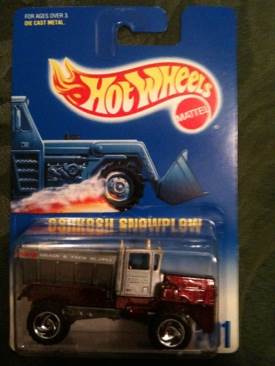 FOR AGES OVER 3
DIE CAST METAL.
HOT WHEELS
MATTEL
OSHKOSH SNOWPLOW